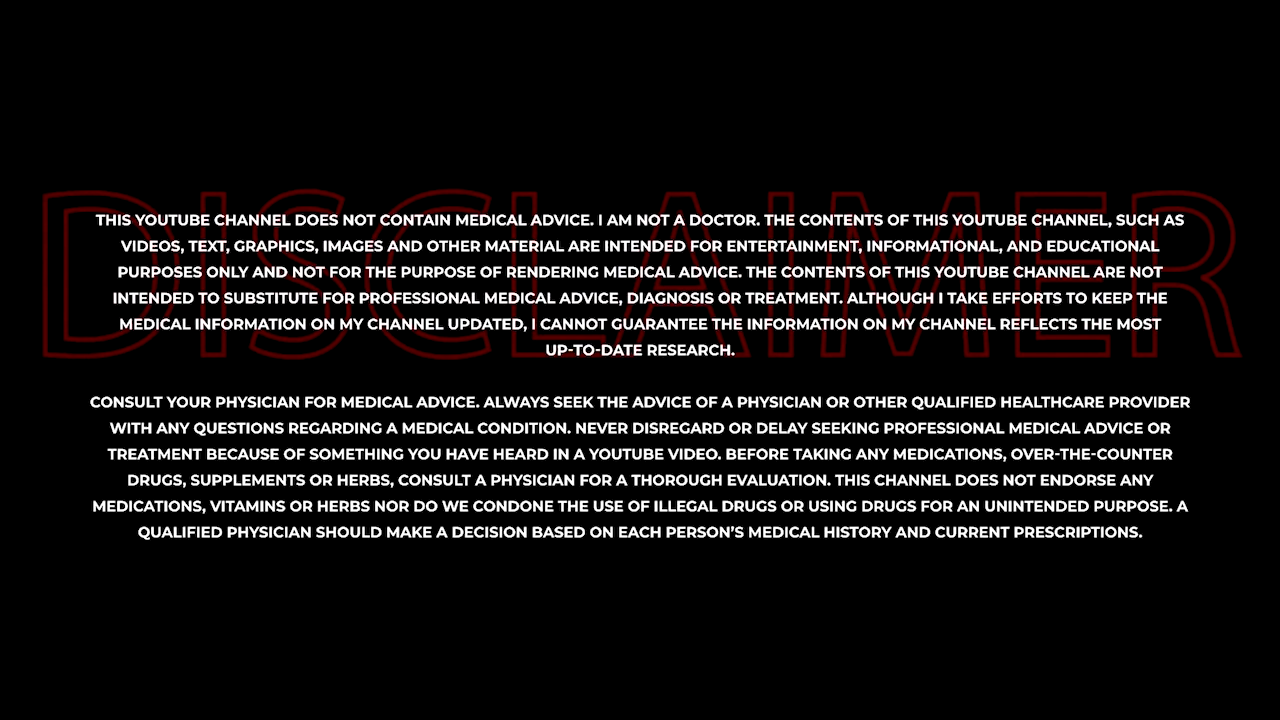 DISCLAIMER
THIS YOUTUBE CHANNEL DOES NOT CONTAIN MEDICAL ADVICE. I AM NOT A DOCTOR. THE CONTENTS OF THIS YOUTUBE CHANNEL, SUCH AS
VIDEOS, TEXT, GRAPHICS, IMAGES AND OTHER MATERIAL ARE INTENDED FOR ENTERTAINMENT, INFORMATIONAL, AND EDUCATIONAL
PURPOSES ONLY AND NOT FOR THE PURPOSE OF RENDERING MEDICAL ADVICE. THE CONTENTS OF THIS YOUTUBE CHANNEL ARE NOT
INTENDED TO SUBSTITUTE FOR PROFESSIONAL MEDICAL ADVICE, DIAGNOSIS OR TREATMENT. ALTHOUGH I TAKE EFFORTS TO KEEP THE
MEDICAL INFORMATION ON MY CHANNEL UPDATED, I CANNOT GUARANTEE THE INFORMATION ON MY CHANNEL REFLECTS THE MOST
UP-TO-DATE RESEARCH.
CONSULT YOUR PHYSICIAN FOR MEDICAL ADVICE. ALWAYS SEEK THE ADVICE OF A PHYSICIAN OR OTHER QUALIFIED HEALTHCARE PROVIDER
WITH ANY QUESTIONS REGARDING A MEDICAL CONDITION. NEVER DISREGARD OR DELAY SEEKING PROFESSIONAL MEDICAL ADVICE OR
TREATMENT BECAUSE OF SOMETHING YOU HAVE HEARD IN A YOUTUBE VIDEO. BEFORE TAKING ANY MEDICATIONS, OVER-THE-COUNTER
DRUGS, SUPPLEMENTS OR HERBS, CONSULT A PHYSICIAN FOR A THOROUGH EVALUATION. THIS CHANNEL DOES NOT ENDORSE ANY
MEDICATIONS, VITAMINS OR HERBS NOR DO WE CONDONE THE USE OF ILLEGAL DRUGS OR USING DRUGS FOR AN UNINTENDED PURPOSE. A
QUALIFIED PHYSICIAN SHOULD MAKE A DECISION BASED ON EACH PERSON'S MEDICAL HISTORY AND CURRENT PRESCRIPTIONS.